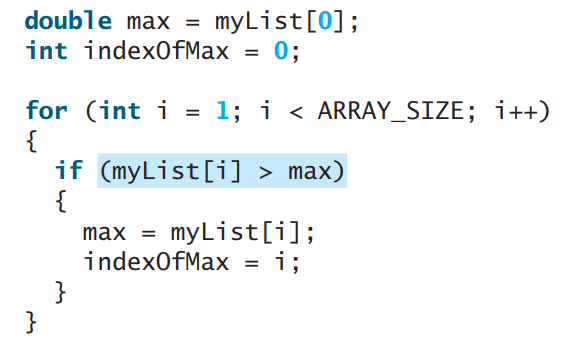 double max = myList[0];
int indexOfMax = 0;
for (int i = 1; i < ARRAY_SIZE; i++)
{
if (myList[i] > max)
{
max = myList[i];
indexOfMax = i;
}
}